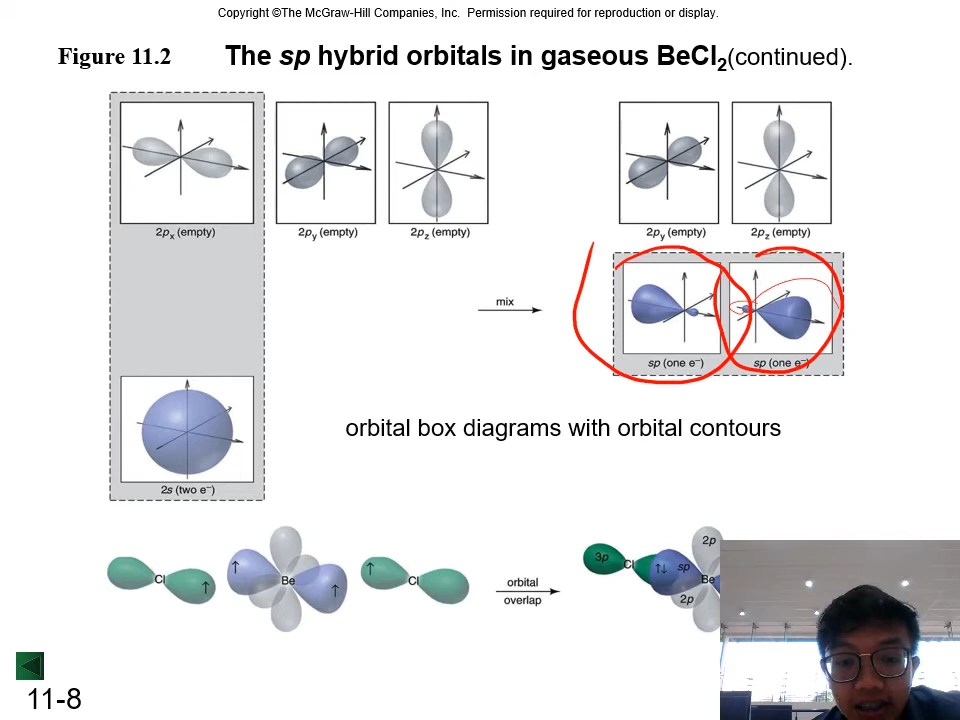 Copyright ©The McGraw-Hill Companies, Inc. Permission required for reproduction or display.
Figure 11.2
The sp hybrid orbitals in gaseous BeCl2(continued).
2px (empty)
2py (empty)
2pz (empty)
2py (empty)
2pz (empty)
mix
sp (one e–)
sp (one e–)
orbital box diagrams with orbital contours
2s (two e–)
Cl
↑
↑
Be
↑
↑
Cl
orbital
overlap
3p
Cl
↑↓
sp
2p
Be
2p
11-8